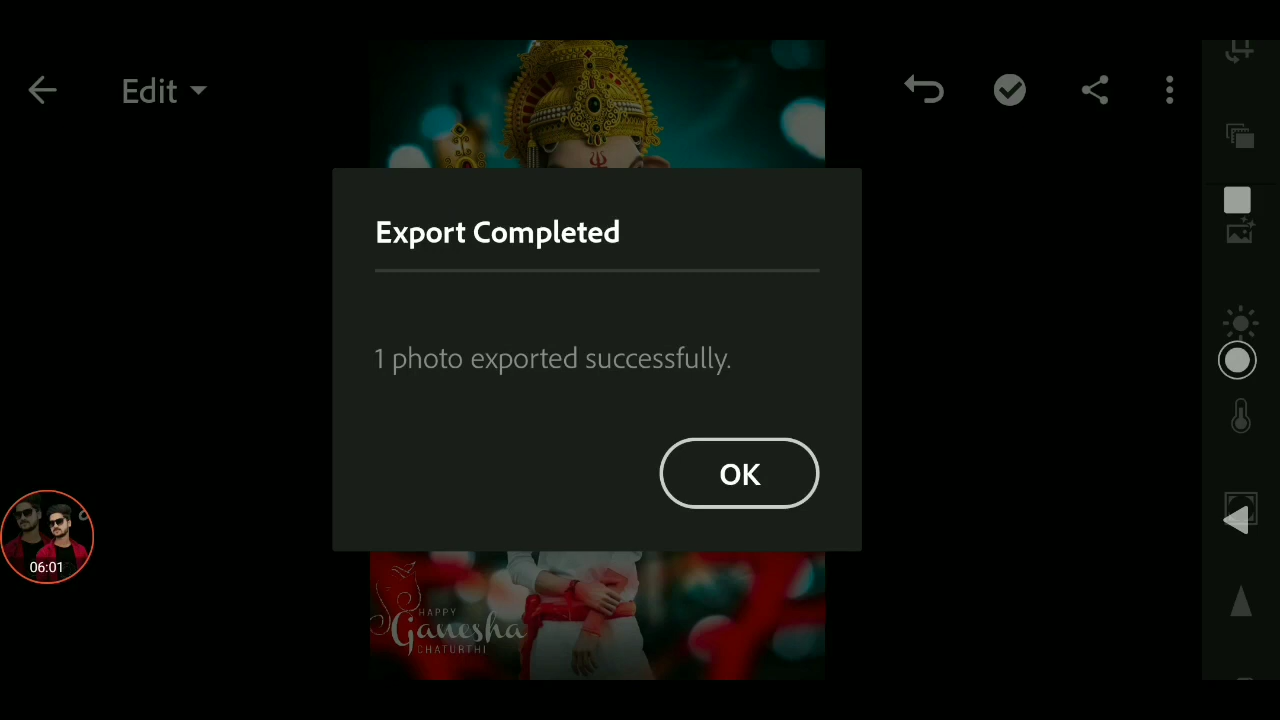 Edit
Export Completed
1 photo exported successfully.
OK
06:01
HAPPY
Ganesha
CHATURTHI